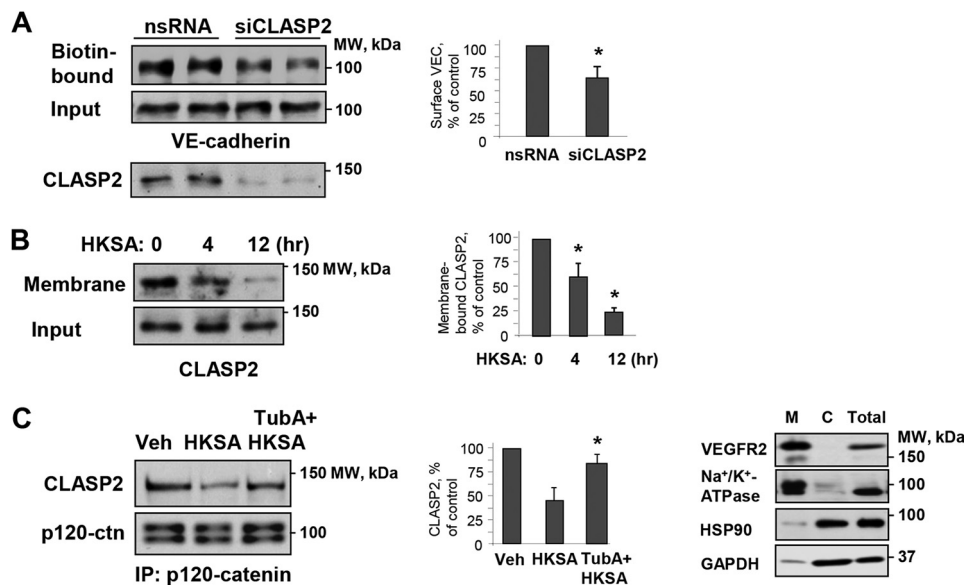 A
nsRNA siCLASP2
MW, kDa
Biotin-
bound
100
Input
100
VE-cadherin
CLASP2
150
Surface VEC,
% of control
100
75
50
25
0
*
nsRNA siCLASP2
B
HKSA: 0 4 12 (hr)
Membrane
150 MW, kDa
Input
150
CLASP2
Membrane-
bound CLASP2,
% of control
100
75
50
25
0
*
*
HKSA: 0 4 12 (hr)
C
Veh HKSA TubA+
HKSA
CLASP2
150 MW, kDa
p120-ctn
100
IP: p120-catenin
CLASP2, %
of control
100
75
50
25
0
*
Veh HKSA TubA+
HKSA
M C Total
MW, kDa
VEGFR2
150
Na⁺/K⁺-
ATPase
100
HSP90
100
GAPDH
37